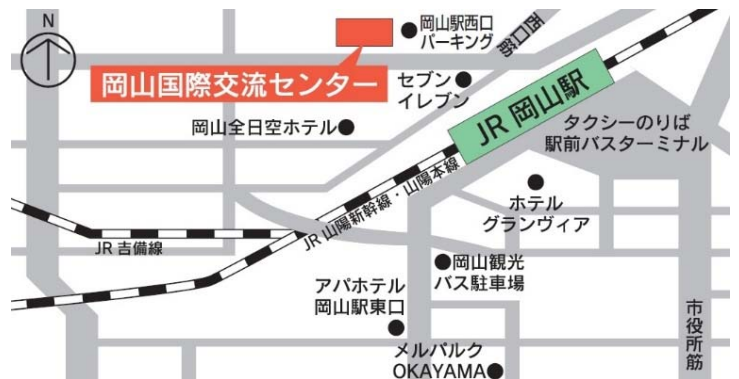 N
岡山駅西口
パーキング
西口筋
岡山国際交流センター
セブン
イレブン
JR 岡山駅
岡山全日空ホテル
タクシーのりば
駅前バスターミナル
JR 山陽新幹線・山陽本線
ホテル
グランヴィア
JR 吉備線
岡山観光
バス駐車場
アパホテル
岡山駅東口
市役所筋
メルパルク
OKAYAMA